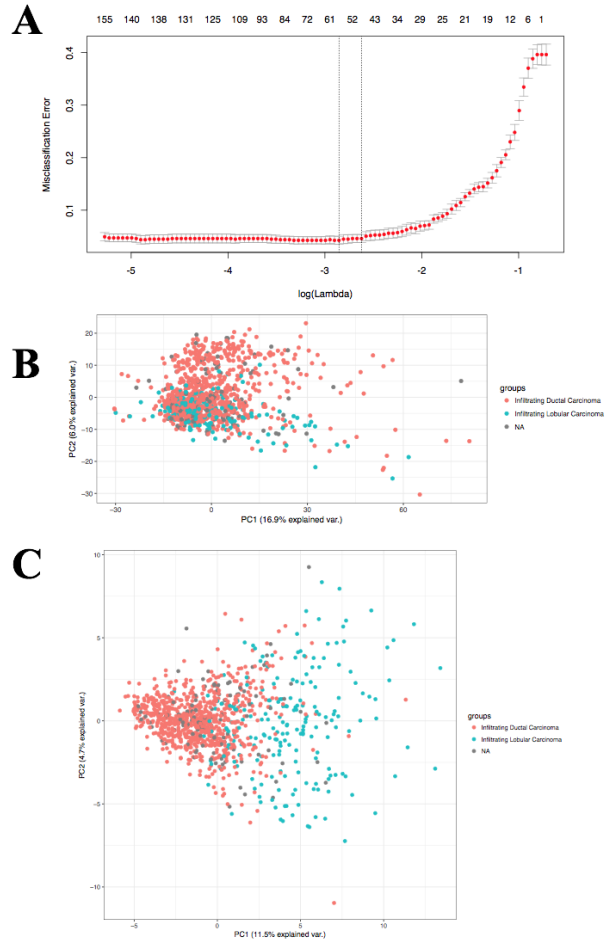 A
155 140 138 131 125 109 93 84 72 61 52 43 34 29 25 21 19 12 6 1
Misclassification Error
0.4
0.3
0.2
0.1
-5 -4 -3 -2 -1
log(Lambda)
B
PC2 (6.0% explained var.)
20
10
0
−10
−20
−30
−30 0 30 60
PC1 (16.9% explained var.)
groups
Infiltrating Ductal Carcinoma
Infiltrating Lobular Carcinoma
NA
C
PC2 (4.7% explained var.)
10
5
0
−5
−10
−5 0 5 10
PC1 (11.5% explained var.)
groups
Infiltrating Ductal Carcinoma
Infiltrating Lobular Carcinoma
NA